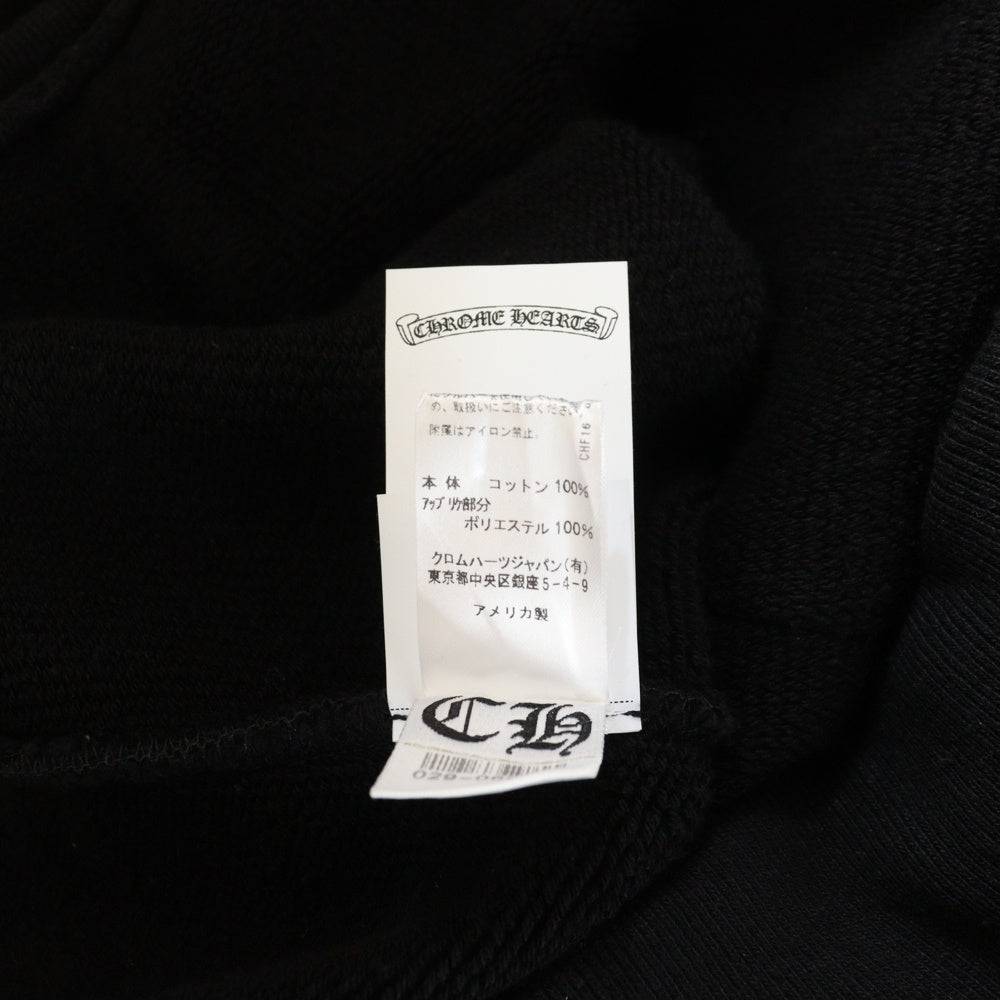 CHROME HEARTS
め、取扱いにご注意くださ
はアイロン禁止。
CHF16
本体 コットン 100%
アップリケ部分
ポリエステル 100%
クロムハーツジャパン(有)
東京都中央区銀座5-4-9
アメリカ製
CH